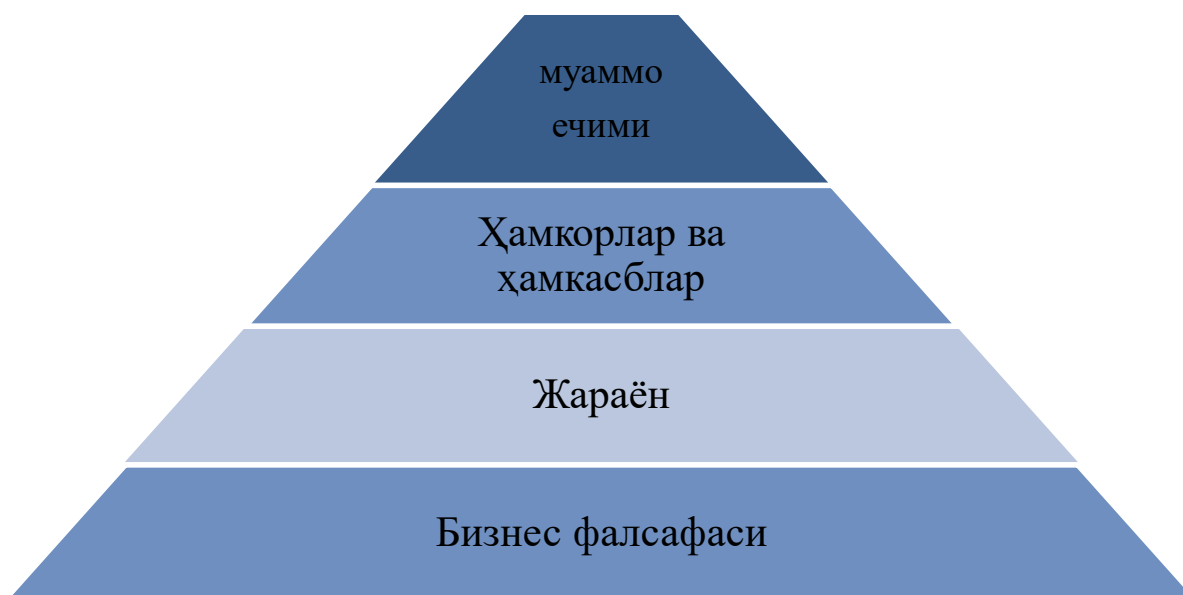 муаммо
ечими
Ҳамкорлар ва
ҳамкасблар
Жараён
Бизнес фалсафаси